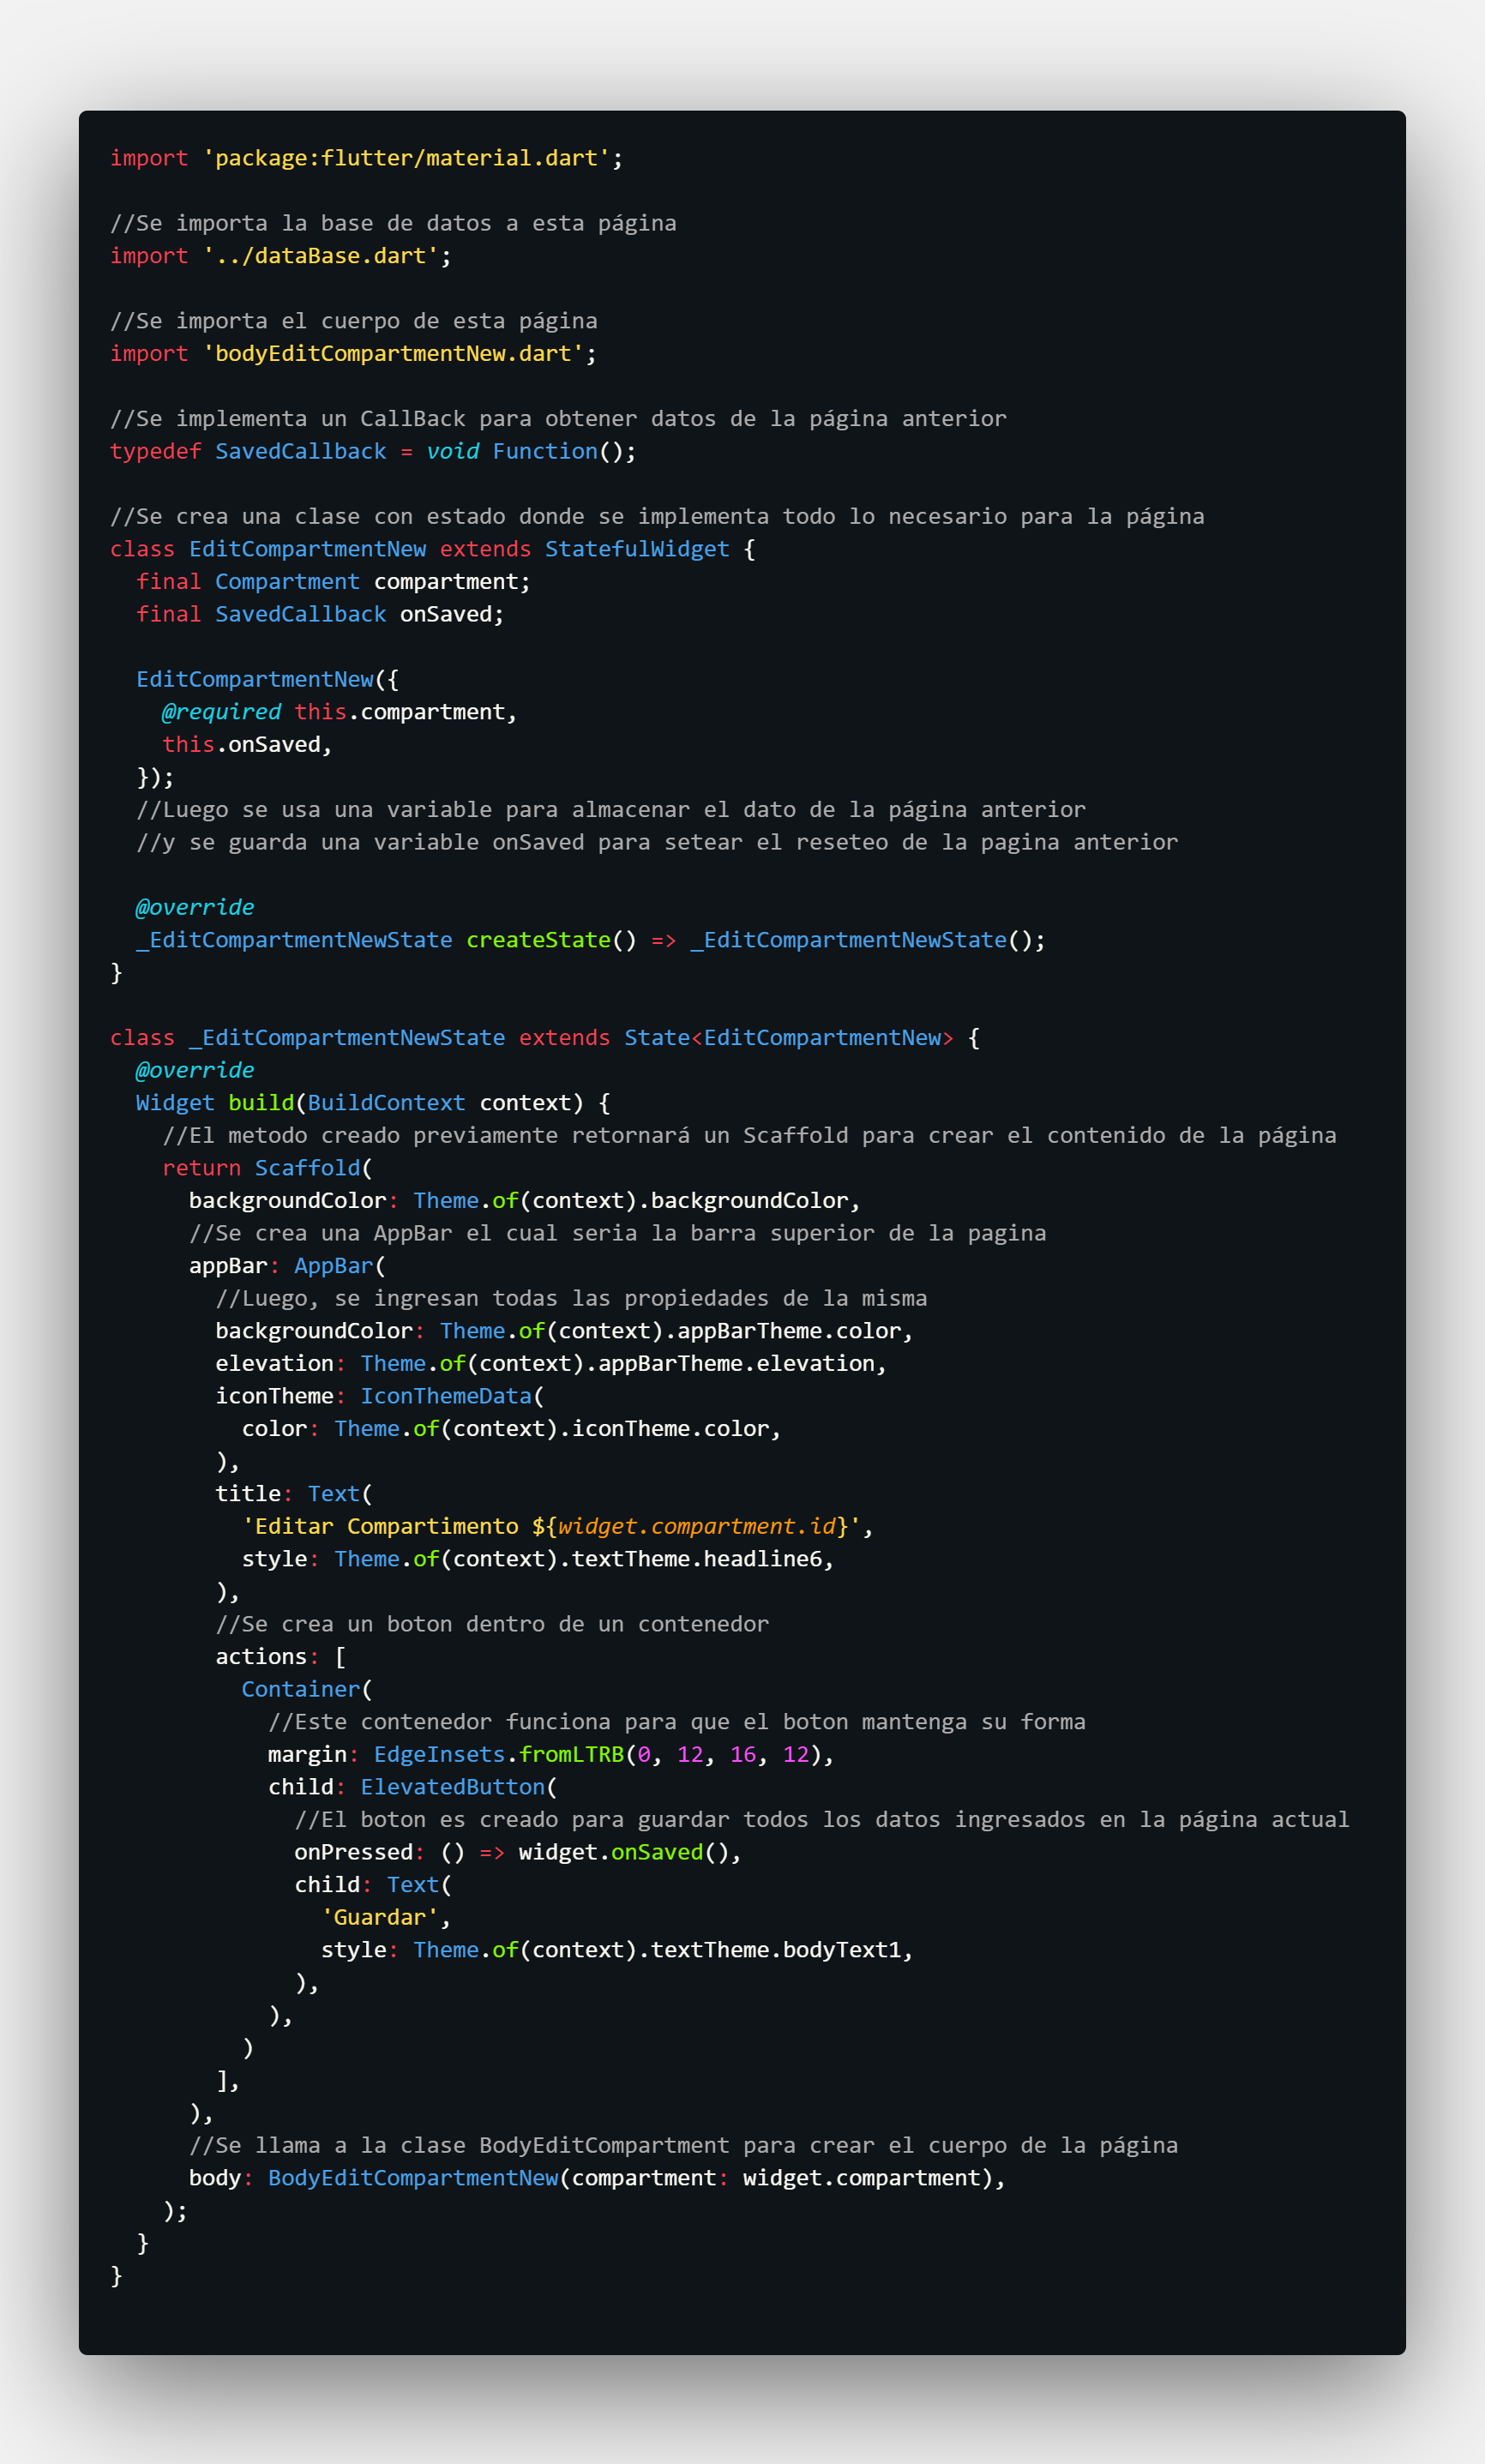 import 'package:flutter/material.dart';

//Se importa la base de datos a esta página
import '../dataBase.dart';

//Se importa el cuerpo de esta página
import 'bodyEditCompartmentNew.dart';

//Se implementa un CallBack para obtener datos de la página anterior
typedef SavedCallback = void Function();

//Se crea una clase con estado donde se implementa todo lo necesario para la página
class EditCompartmentNew extends StatefulWidget {
  final Compartment compartment;
  final SavedCallback onSaved;

  EditCompartmentNew({
    @required this.compartment,
    this.onSaved,
  });
  //Luego se usa una variable para almacenar el dato de la página anterior
  //y se guarda una variable onSaved para setear el reseteo de la pagina anterior

  @override
  _EditCompartmentNewState createState() => _EditCompartmentNewState();
}

class _EditCompartmentNewState extends State<EditCompartmentNew> {
  @override
  Widget build(BuildContext context) {
    //El metodo creado previamente retornará un Scaffold para crear el contenido de la página
    return Scaffold(
      backgroundColor: Theme.of(context).backgroundColor,
      //Se crea una AppBar el cual seria la barra superior de la pagina
      appBar: AppBar(
        //Luego, se ingresan todas las propiedades de la misma
        backgroundColor: Theme.of(context).appBarTheme.color,
        elevation: Theme.of(context).appBarTheme.elevation,
        iconTheme: IconThemeData(
          color: Theme.of(context).iconTheme.color,
        ),
        title: Text(
          'Editar Compartimento ${widget.compartment.id}',
          style: Theme.of(context).textTheme.headline6,
        ),
        //Se crea un boton dentro de un contenedor
        actions: [
          Container(
            //Este contenedor funciona para que el boton mantenga su forma
            margin: EdgeInsets.fromLTRB(0, 12, 16, 12),
            child: ElevatedButton(
              //El boton es creado para guardar todos los datos ingresados en la página actual
              onPressed: () => widget.onSaved(),
              child: Text(
                'Guardar',
                style: Theme.of(context).textTheme.bodyText1,
              ),
            ),
          )
        ],
      ),
      //Se llama a la clase BodyEditCompartment para crear el cuerpo de la página
      body: BodyEditCompartmentNew(compartment: widget.compartment),
    );
  }
}